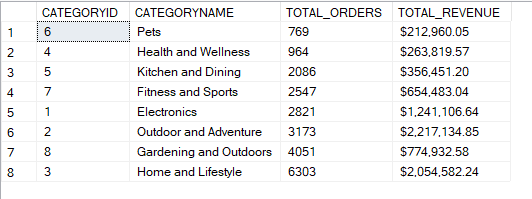 CATEGORYID CATEGORYNAME TOTAL_ORDERS TOTAL_REVENUE
1 6 Pets 769 $212,960.05
2 4 Health and Wellness 964 $263,819.57
3 5 Kitchen and Dining 2086 $356,451.20
4 7 Fitness and Sports 2547 $654,483.04
5 1 Electronics 2821 $1,241,106.64
6 2 Outdoor and Adventure 3173 $2,217,134.85
7 8 Gardening and Outdoors 4051 $774,932.58
8 3 Home and Lifestyle 6303 $2,054,582.24